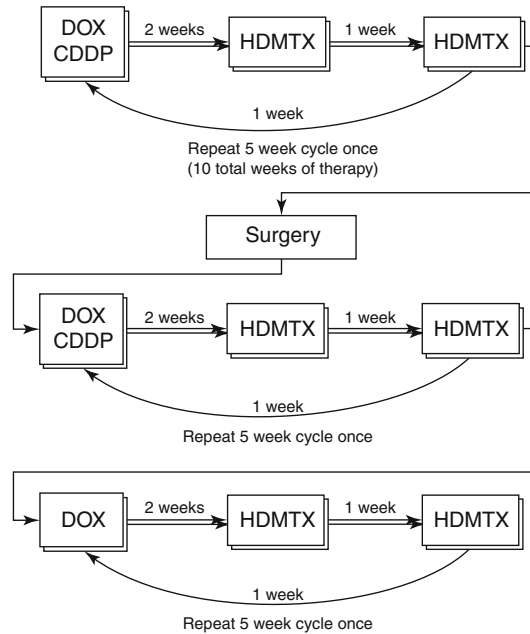 DOX
CDDP
2 weeks
HDMTX
1 week
HDMTX
1 week
Repeat 5 week cycle once
(10 total weeks of therapy)
Surgery
DOX
CDDP
2 weeks
HDMTX
1 week
HDMTX
1 week
Repeat 5 week cycle once
DOX
2 weeks
HDMTX
1 week
HDMTX
1 week
Repeat 5 week cycle once